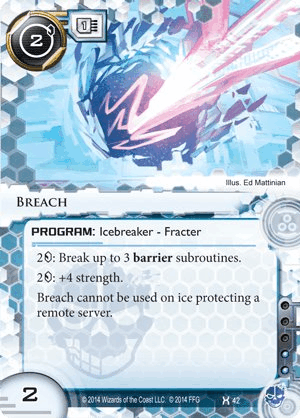 2
1
Illus. Ed Mattinian
BREACH
PROGRAM: Icebreaker - Fracter
2: Break up to 3 barrier subroutines.
2: +4 strength.
Breach cannot be used on ice protecting a
remote server.
2
© 2014 Wizards of the Coast LLC. © 2014 FFG
42